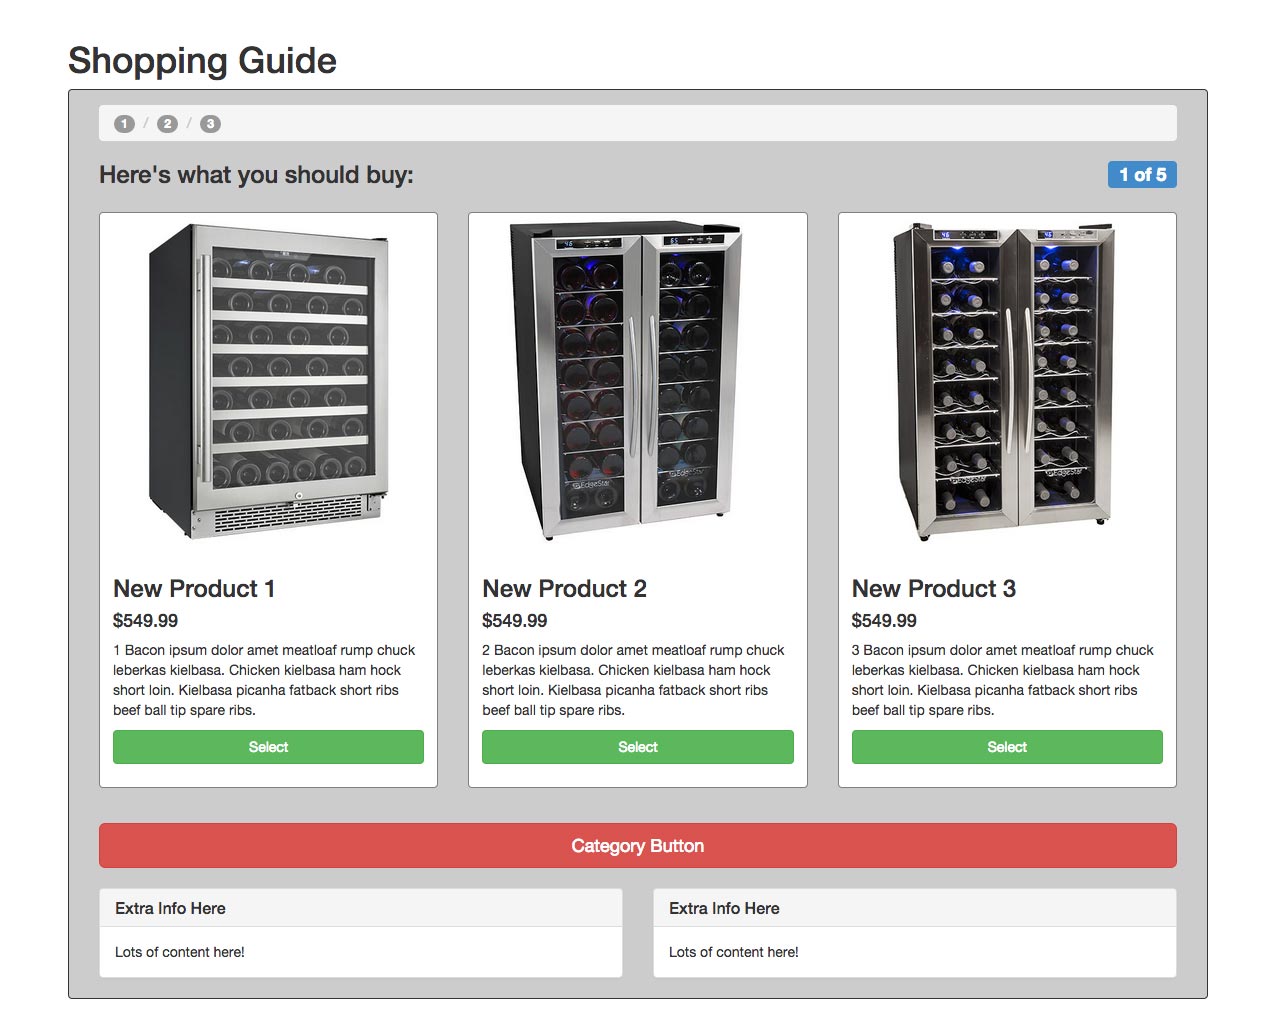 Shopping Guide
1 / 2 / 3
Here's what you should buy:
1 of 5
46
65
EdgeStar
46
46
EdgeStar
New Product 1
$549.99
1 Bacon ipsum dolor amet meatloaf rump chuck
leberkas kielbasa. Chicken kielbasa ham hock
short loin. Kielbasa picanha fatback short ribs
beef ball tip spare ribs.
Select
New Product 2
$549.99
2 Bacon ipsum dolor amet meatloaf rump chuck
leberkas kielbasa. Chicken kielbasa ham hock
short loin. Kielbasa picanha fatback short ribs
beef ball tip spare ribs.
Select
New Product 3
$549.99
3 Bacon ipsum dolor amet meatloaf rump chuck
leberkas kielbasa. Chicken kielbasa ham hock
short loin. Kielbasa picanha fatback short ribs
beef ball tip spare ribs.
Select
Category Button
Extra Info Here
Lots of content here!
Extra Info Here
Lots of content here!